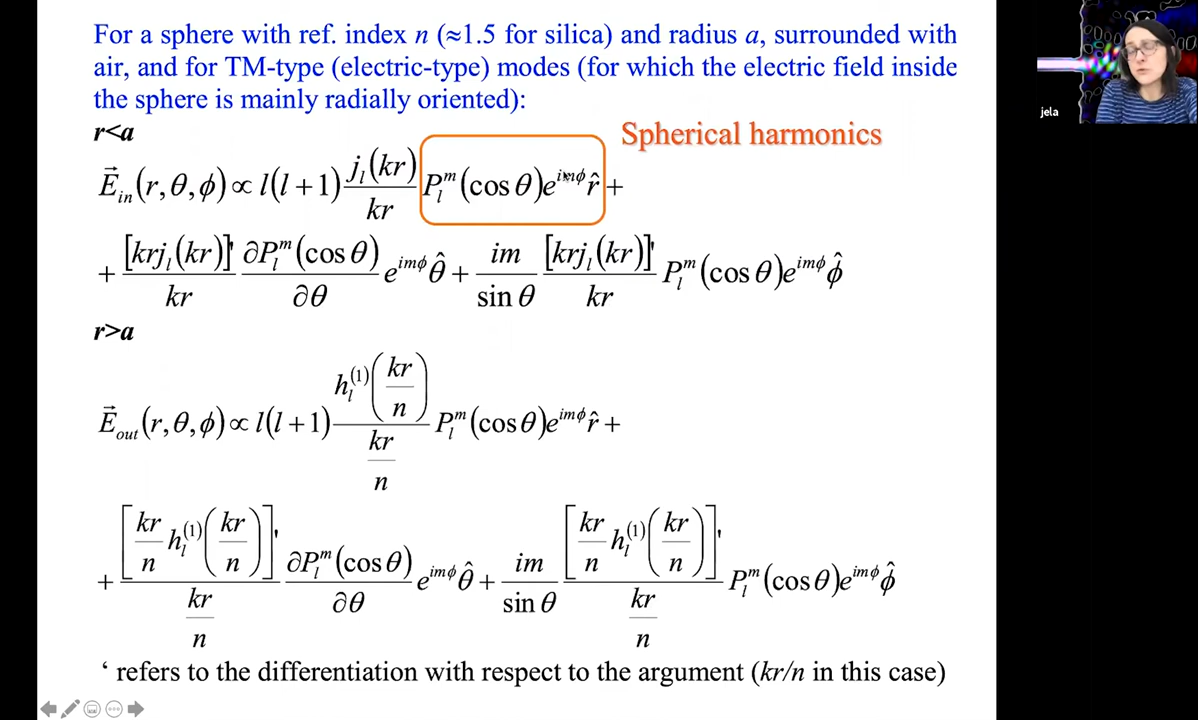 For a sphere with ref. index n (≈1.5 for silica) and radius a, surrounded with
air, and for TM-type (electric-type) modes (for which the electric field inside
the sphere is mainly radially oriented):
r<a
Spherical harmonics
E⃗_in(r,θ,ϕ) ∝ l(l+1) j_l(kr)/kr P_l^m(cosθ)e^{imϕ} r̂ +
+ [krj_l(kr)]'/kr ∂P_l^m(cosθ)/∂θ e^{imϕ} θ̂ + im/sinθ [krj_l(kr)]'/kr P_l^m(cosθ)e^{imϕ} ϕ̂
r>a
E⃗_out(r,θ,ϕ) ∝ l(l+1) h_l^{(1)}(kr/n)/(kr/n) P_l^m(cosθ)e^{imϕ} r̂ +
+ [kr/n h_l^{(1)}(kr/n)]'/(kr/n) ∂P_l^m(cosθ)/∂θ e^{imϕ} θ̂ + im/sinθ [kr/n h_l^{(1)}(kr/n)]'/(kr/n) P_l^m(cosθ)e^{imϕ} ϕ̂
‘ refers to the differentiation with respect to the argument (kr/n in this case)
jela